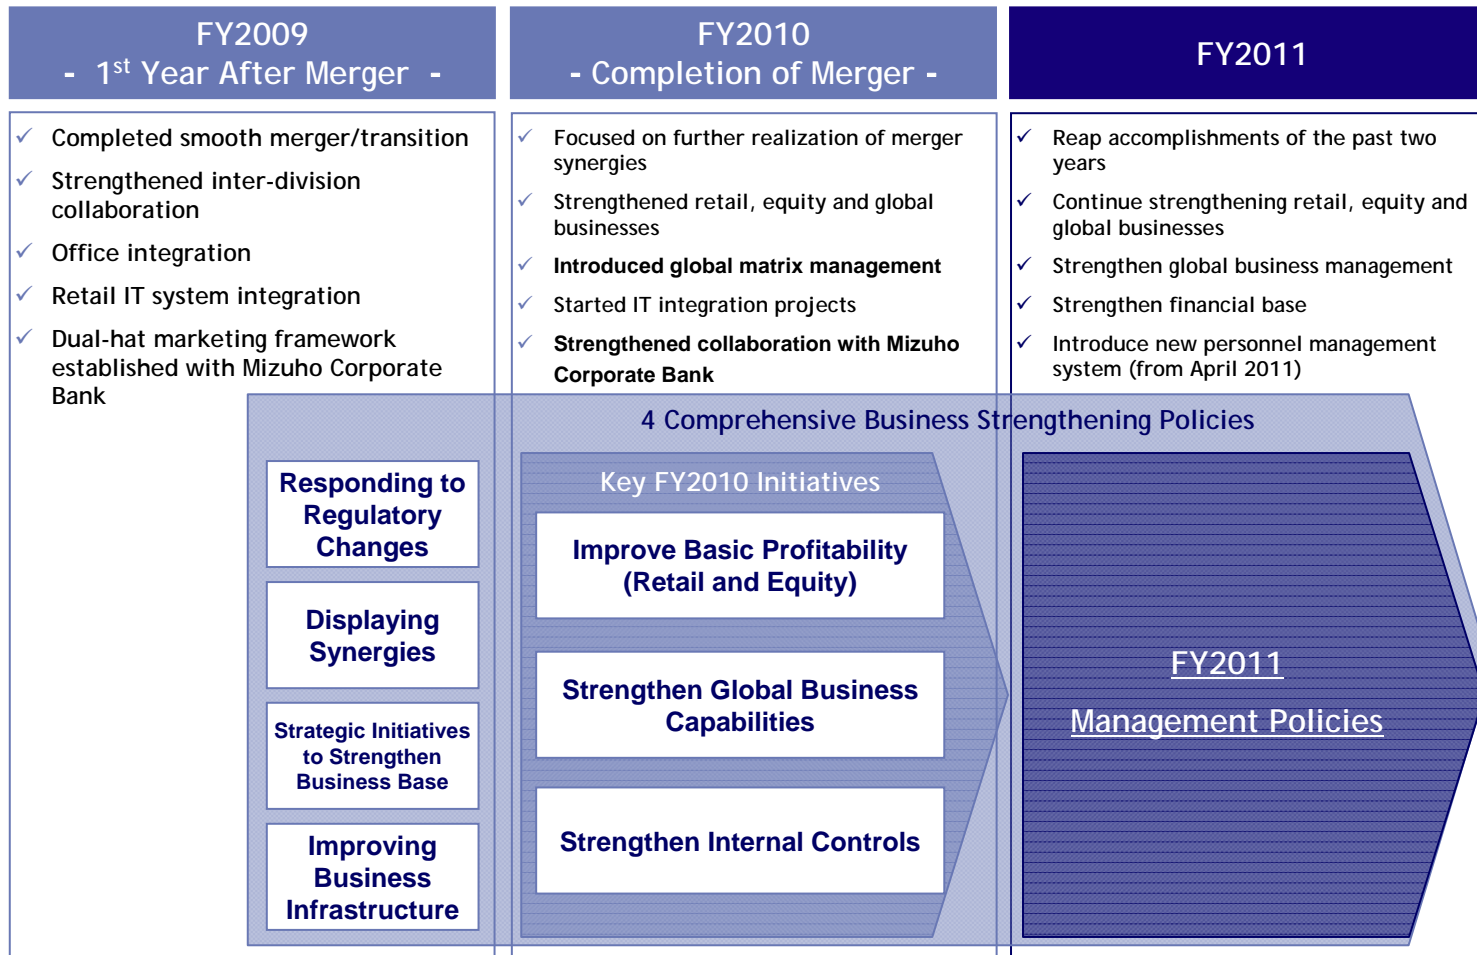 FY2009
- 1st Year After Merger -
✓ Completed smooth merger/transition
✓ Strengthened inter-division
collaboration
✓ Office integration
✓ Retail IT system integration
✓ Dual-hat marketing framework
established with Mizuho Corporate
Bank
FY2010
- Completion of Merger -
✓ Focused on further realization of merger
synergies
✓ Strengthened retail, equity and global
businesses
✓ Introduced global matrix management
✓ Started IT integration projects
✓ Strengthened collaboration with Mizuho
Corporate Bank
FY2011
✓ Reap accomplishments of the past two
years
✓ Continue strengthening retail, equity and
global businesses
✓ Strengthen global business management
✓ Strengthen financial base
✓ Introduce new personnel management
system (from April 2011)
4 Comprehensive Business Strengthening Policies
Responding to
Regulatory
Changes
Displaying
Synergies
Strategic Initiatives
to Strengthen
Business Base
Improving
Business
Infrastructure
Key FY2010 Initiatives
Improve Basic Profitability
(Retail and Equity)
Strengthen Global Business
Capabilities
Strengthen Internal Controls
FY2011
Management Policies